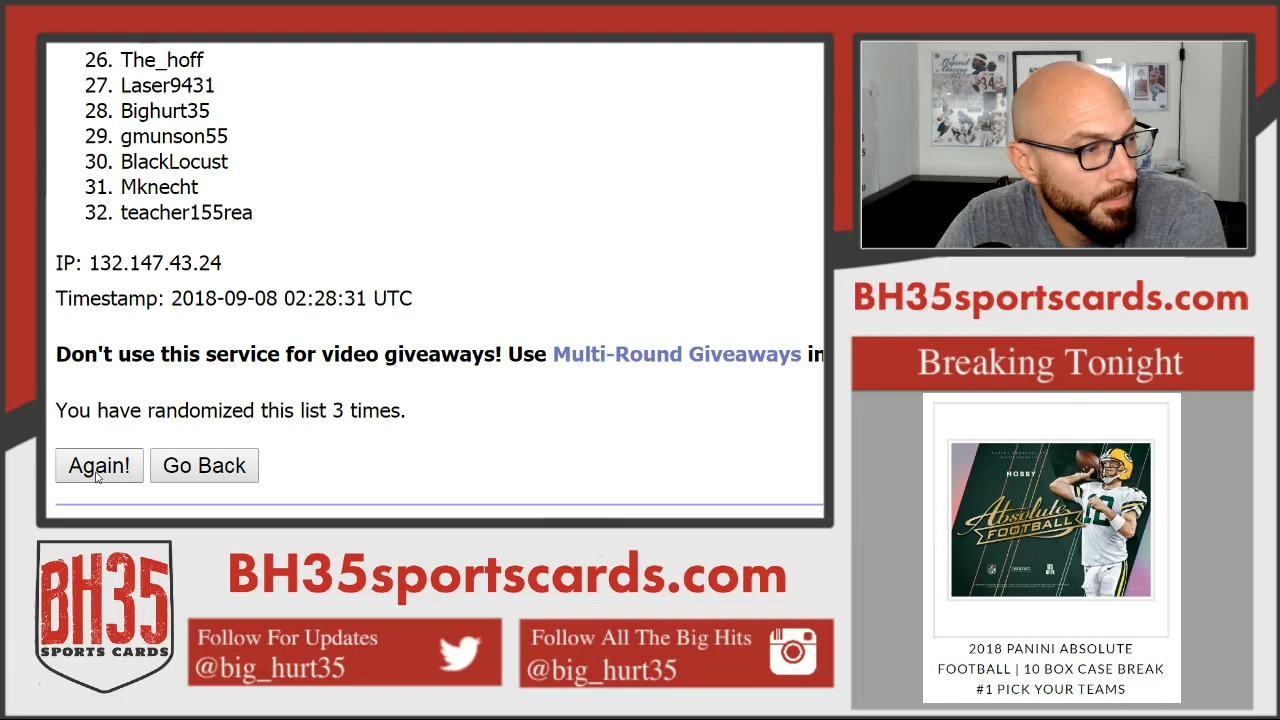 26. The_hoff
27. Laser9431
28. Bighurt35
29. gmunson55
30. BlackLocust
31. Mknecht
32. teacher155rea
IP: 132.147.43.24
Timestamp: 2018-09-08 02:28:31 UTC
Don't use this service for video giveaways! Use Multi-Round Giveaways in
You have randomized this list 3 times.
Again! Go Back
BH35sportscards.com
Breaking Tonight
HOBBY
Absolute
FOOTBALL
2018 PANINI ABSOLUTE
FOOTBALL | 10 BOX CASE BREAK
#1 PICK YOUR TEAMS
BH35
SPORTS CARDS
BH35sportscards.com
Follow For Updates
@big_hurt35
Follow All The Big Hits
@big_hurt35